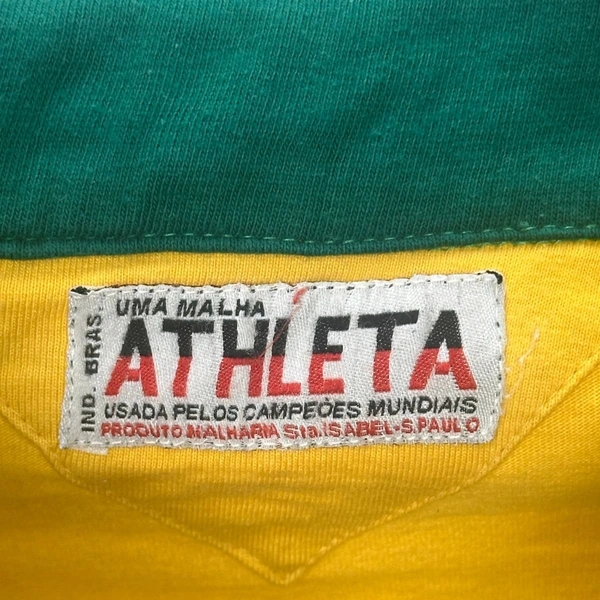 IND. BRAS.
UMA MALHA
ATHLETA
USADA PELOS CAMPEÕES MUNDIAIS
PRODUTO MALHARIA STA.ISABEL-S.PAULO